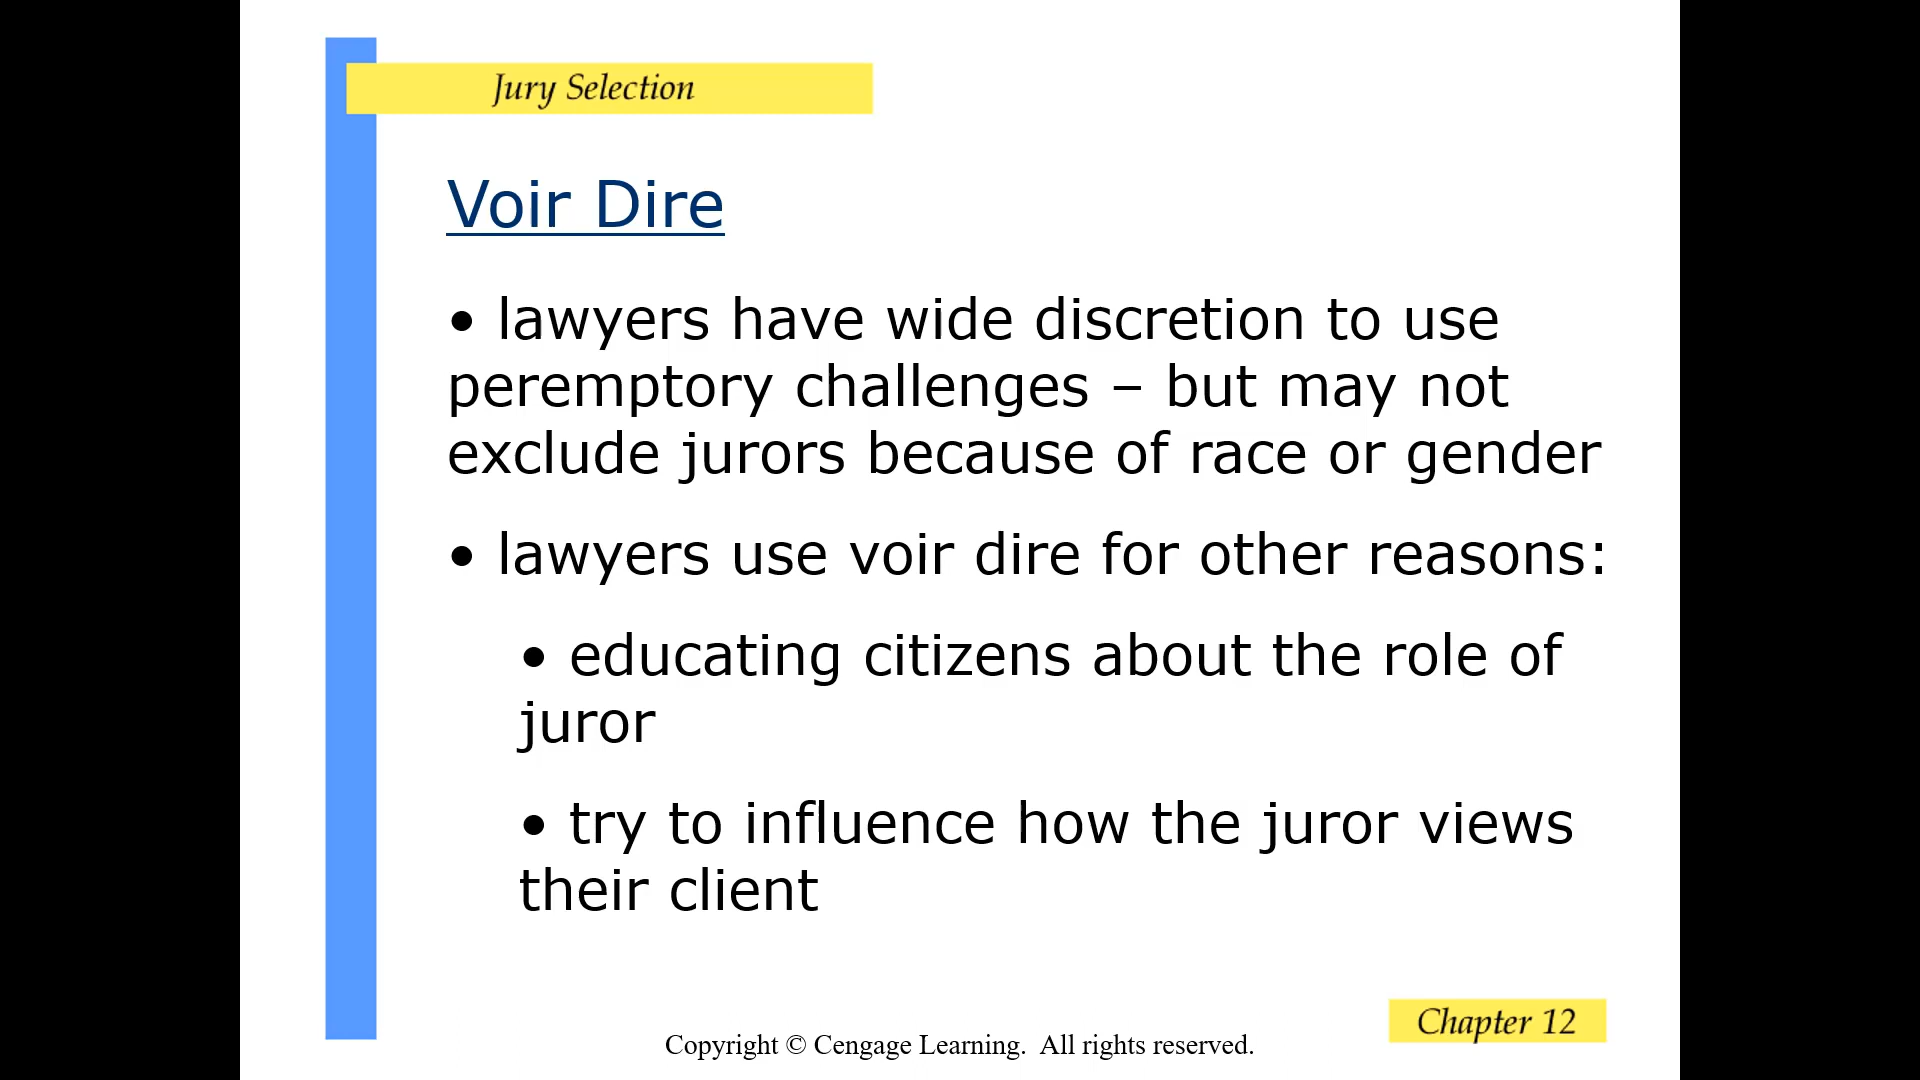 Jury Selection
Voir Dire
• lawyers have wide discretion to use
peremptory challenges – but may not
exclude jurors because of race or gender
• lawyers use voir dire for other reasons:
• educating citizens about the role of
juror
• try to influence how the juror views
their client
Chapter 12
Copyright © Cengage Learning.  All rights reserved.